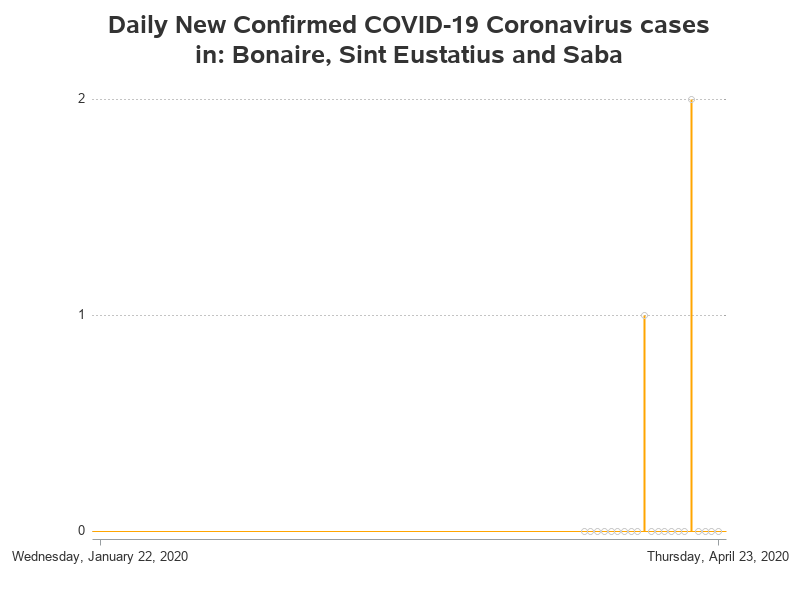 Daily New Confirmed COVID-19 Coronavirus cases
in: Bonaire, Sint Eustatius and Saba
2
1
0
Wednesday, January 22, 2020
Thursday, April 23, 2020